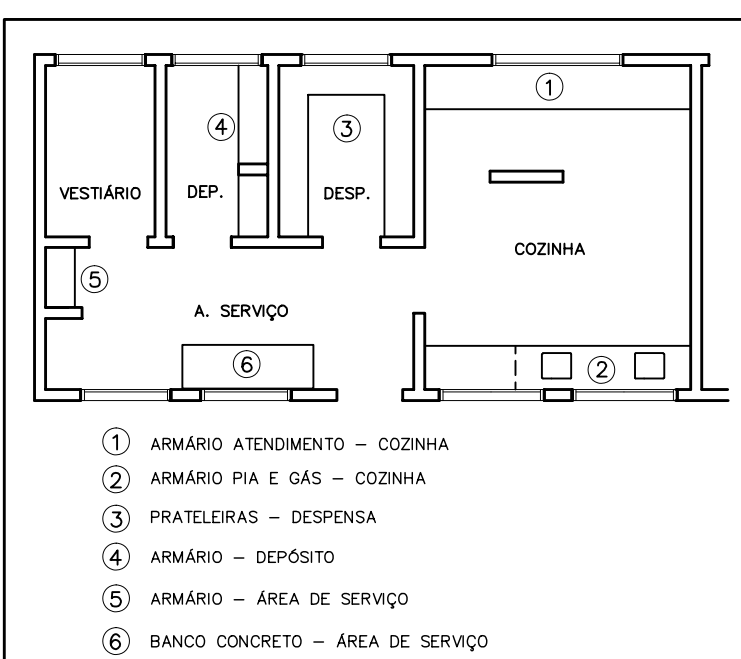 1
4
3
VESTIÁRIO
DEP.
DESP.
COZINHA
5
A. SERVIÇO
6
2
1 ARMÁRIO ATENDIMENTO – COZINHA
2 ARMÁRIO PIA E GÁS – COZINHA
3 PRATELEIRAS – DESPENSA
4 ARMÁRIO – DEPÓSITO
5 ARMÁRIO – ÁREA DE SERVIÇO
6 BANCO CONCRETO – ÁREA DE SERVIÇO